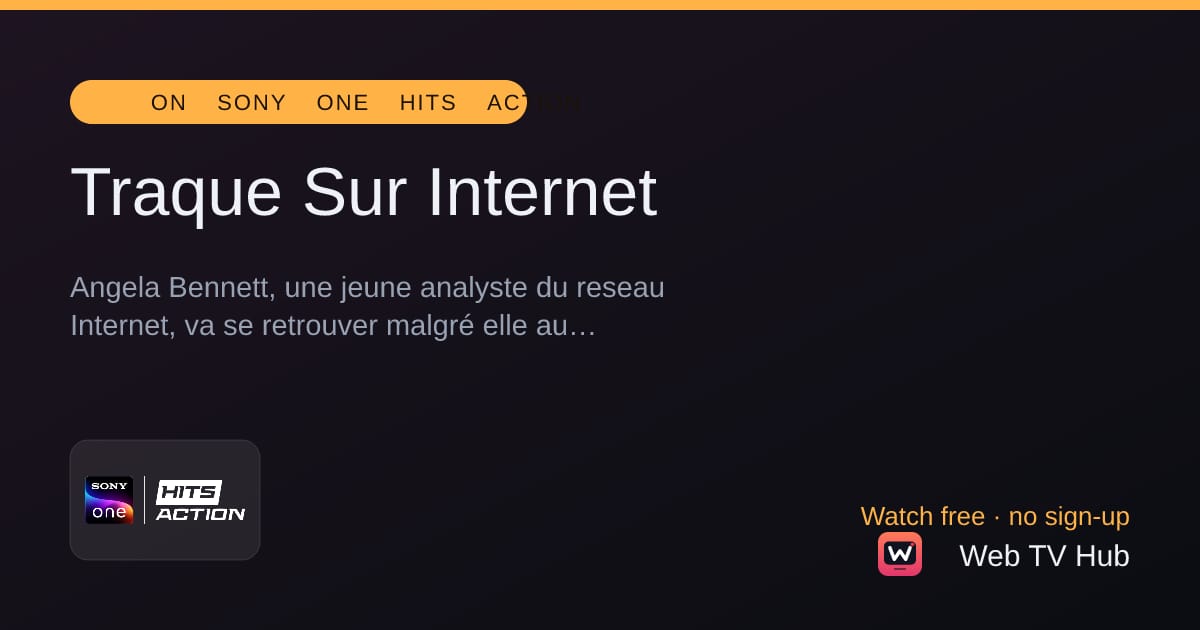 ON SONY ONE HITS ACTION
Traque Sur Internet
Angela Bennett, une jeune analyste du reseau
Internet, va se retrouver malgré elle au…
SONY
one
HITS
ACTION
Watch free · no sign-up
W
Web TV Hub